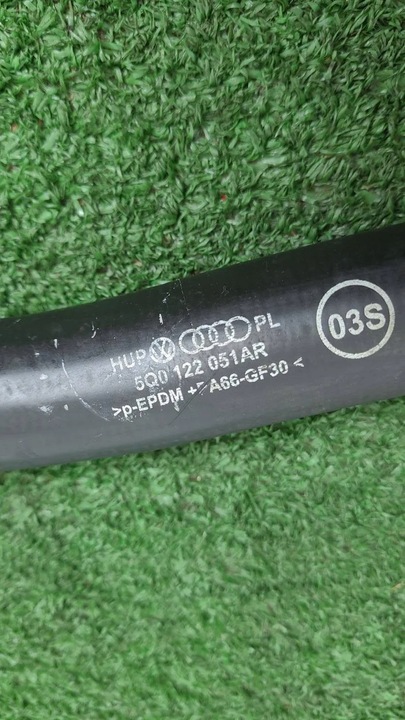 HUP PL
5Q0 122 051AR
>p-EPDM +PA66-GF30<
03S